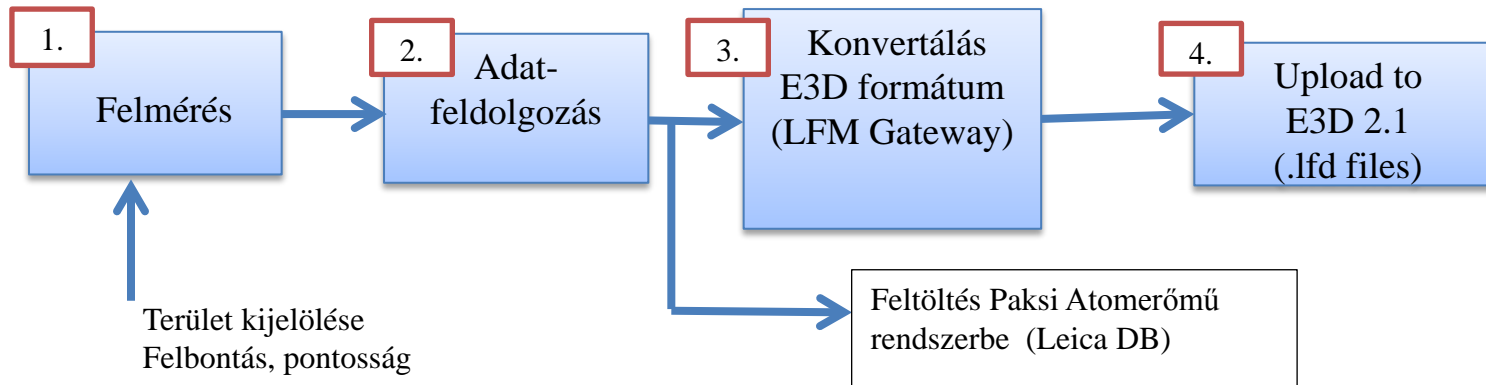 1.
Felmérés
2.
Adat-
feldolgozás
3.
Konvertálás
E3D formátum
(LFM Gateway)
4.
Upload to
E3D 2.1
(.lfd files)
Terület kijelölése
Felbontás, pontosság
Feltöltés Paksi Atomerőmű
rendszerbe (Leica DB)